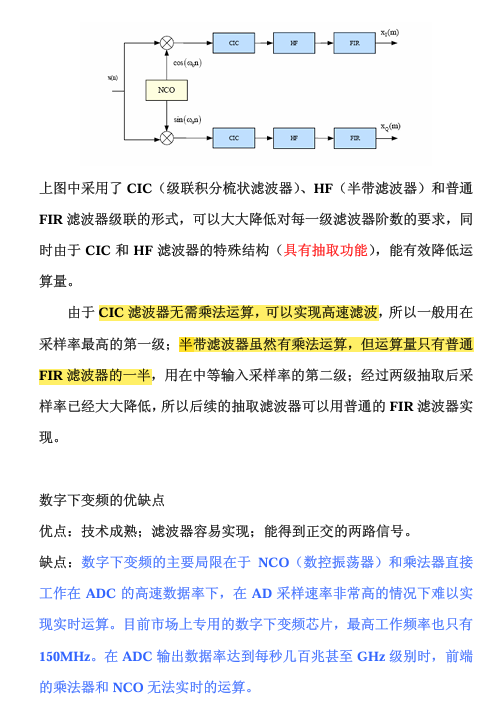 x(n)
CIC
HF
FIR
x_I(m)
cos(ω₀n)
NCO
sin(ω₀n)
CIC
HF
FIR
x_Q(m)
上图中采用了 CIC（级联积分梳状滤波器）、HF（半带滤波器）和普通
FIR 滤波器级联的形式，可以大大降低对每一级滤波器阶数的要求，同
时由于 CIC 和 HF 滤波器的特殊结构（具有抽取功能），能有效降低运
算量。
由于 CIC 滤波器无需乘法运算，可以实现高速滤波，所以一般用在
采样率最高的第一级；半带滤波器虽然有乘法运算，但运算量只有普通
FIR 滤波器的一半，用在中等输入采样率的第二级；经过两级抽取后采
样率已经大大降低，所以后续的抽取滤波器可以用普通的 FIR 滤波器实
现。
数字下变频的优缺点
优点：技术成熟；滤波器容易实现；能得到正交的两路信号。
缺点：数字下变频的主要局限在于 NCO（数控振荡器）和乘法器直接
工作在 ADC 的高速数据率下，在 AD 采样速率非常高的情况下难以实
现实时运算。目前市场上专用的数字下变频芯片，最高工作频率也只有
150MHz。在 ADC 输出数据率达到每秒几百兆甚至 GHz 级别时，前端
的乘法器和 NCO 无法实时的运算。